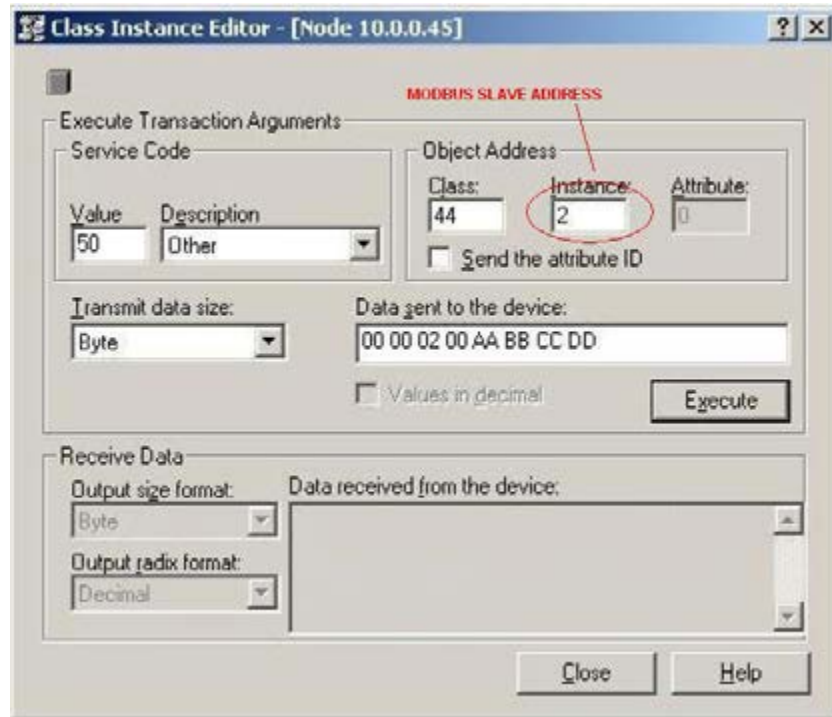 Class Instance Editor - [Node 10.0.0.45]
MODBUS SLAVE ADDRESS
Execute Transaction Arguments
Service Code
Object Address
Class: Instance: Attribute:
Value Description
44 2 0
50 Other
Send the attribute ID
Transmit data size: Data sent to the device:
Byte 00 00 02 00 AA BB CC DD
Values in decimal
Execute
Receive Data
Output size format: Data received from the device:
Byte
Output radix format:
Decimal
Close Help